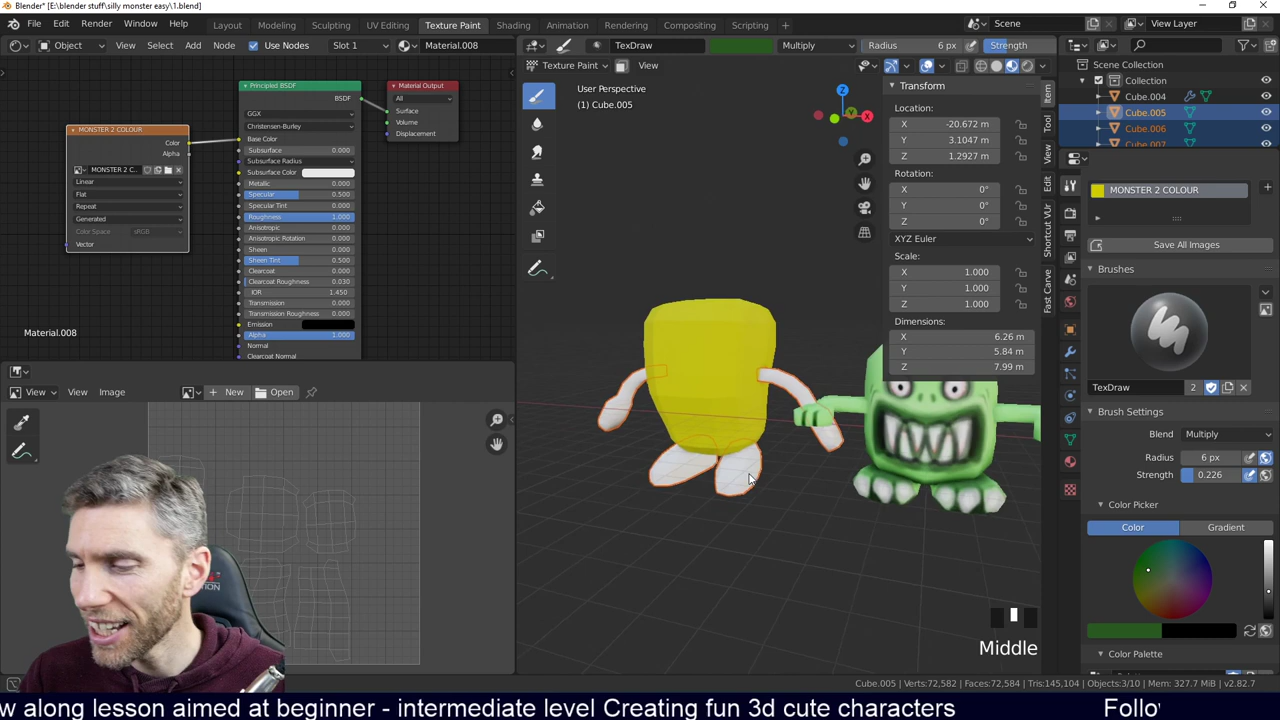 Blender* [E:\blender stuff\silly monster easy\1.blend]
File Edit Render Window Help Layout Modeling Sculpting UV Editing Texture Paint Shading Animation Rendering Compositing Scripting Scene View Layer
Object View Select Add Node Use Nodes Slot 1 Material.008 TexDraw Multiply Radius 6 px Strength
Texture Paint View
User Perspective
(1) Cube.005
Scene Collection
Collection
Cube.004
Cube.005
Cube.006
Cube.007
Principled BSDF
BSDF
GGX
Christensen-Burley
Base Color
Subsurface 0.000
Subsurface Radius
Subsurface Color
Metallic 0.000
Specular 0.500
Specular Tint 0.000
Roughness 1.000
Anisotropic 0.000
Anisotropic Rotation 0.000
Sheen 0.000
Sheen Tint 0.500
Clearcoat 0.000
Clearcoat Roughness 0.030
IOR 1.450
Transmission 0.000
Transmission Roughness 0.000
Emission
Alpha 1.000
Normal
Clearcoat Normal
Material Output
All
Surface
Volume
Displacement
MONSTER 2 COLOUR
Color
Alpha
MONSTER 2 C..
Linear
Flat
Repeat
Generated
Color Space sRGB
Vector
Material.008
View View Image New Open
Transform
Location:
X -20.672 m
Y 3.1047 m
Z 1.2927 m
Rotation:
X 0°
Y 0°
Z 0°
XYZ Euler
Scale:
X 1.000
Y 1.000
Z 1.000
Dimensions:
X 6.26 m
Y 5.84 m
Z 7.99 m
Item
Tool
View
Edit
Shortcut VUr
Fast Carve
MONSTER 2 COLOUR
Save All Images
Brushes
TexDraw 2
Brush Settings
Blend Multiply
Radius 6 px
Strength 0.226
Color Picker
Color Gradient
Color Palette
Middle
Cube.005 | Verts:72,582 | Faces:72,584 | Tris:145,104 | Objects:3/10 | Mem: 327.7 MiB | v2.82.7
w along lesson aimed at beginner - intermediate level Creating fun 3d cute characters Follo